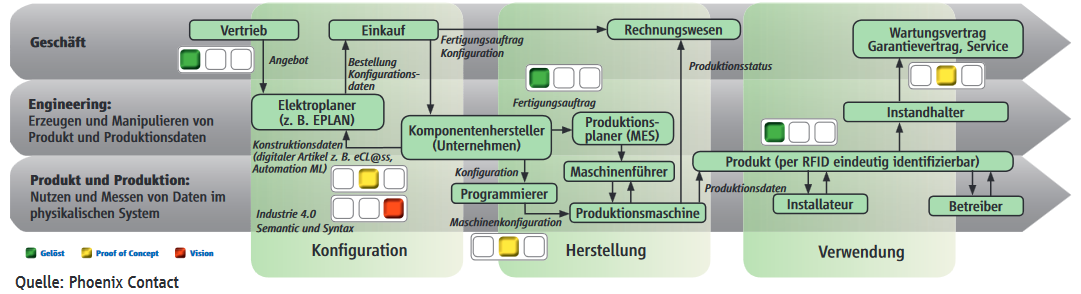 Geschäft
Vertrieb
Einkauf
Rechnungswesen
Wartungsvertrag
Garantievertrag, Service
Angebot
Bestellung
Konfigurations-
daten
Fertigungsauftrag
Konfiguration
Produktionsstatus
Engineering:
Erzeugen und Manipulieren von
Produkt und Produktionsdaten
Elektroplaner
(z. B. EPLAN)
Komponentenhersteller
(Unternehmen)
Fertigungsauftrag
Produktions-
planer (MES)
Instandhalter
Konstruktionsdaten
(digitaler Artikel z. B. eCL@ss,
Automation ML)
Konfiguration
Maschinenführer
Produkt (per RFID eindeutig identifizierbar)
Produkt und Produktion:
Nutzen und Messen von Daten im
physikalischen System
Programmierer
Produktionsdaten
Industrie 4.0
Semantic und Syntax
Maschinenkonfiguration
Produktionsmaschine
Installateur
Betreiber
Gelöst
Proof of Concept
Vision
Konfiguration
Herstellung
Verwendung
Quelle: Phoenix Contact